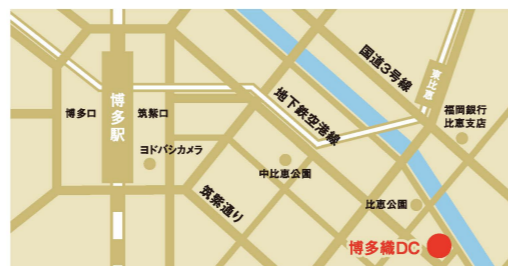 国道3号線
東比恵
福岡銀行
比恵支店
地下鉄空港線
博多口
博多駅
筑紫口
ヨドバシカメラ
中比恵公園
筑紫通り
比恵公園
博多織DC